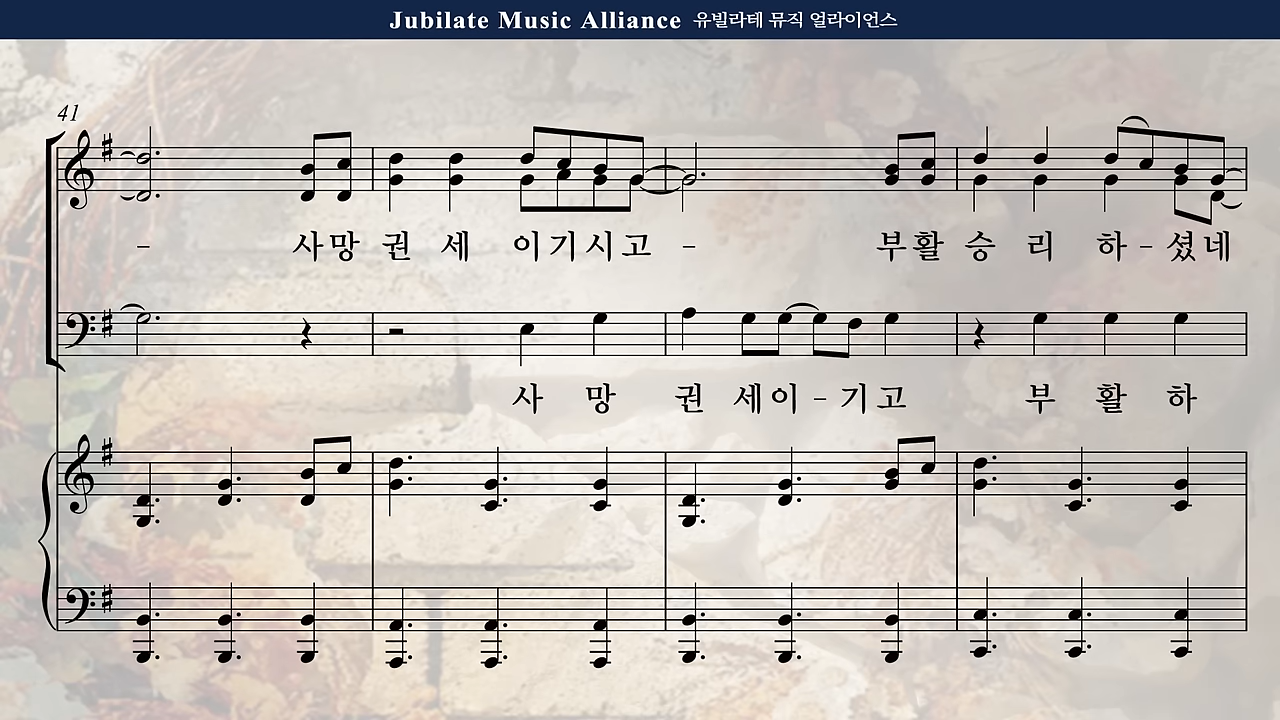 Jubilate Music Alliance 유빌라테 뮤직 얼라이언스
41
- 사망 권 세 이기시고 - 부활 승 리 하 - 셨네
사 망 권 세이 - 기고 부 활 하